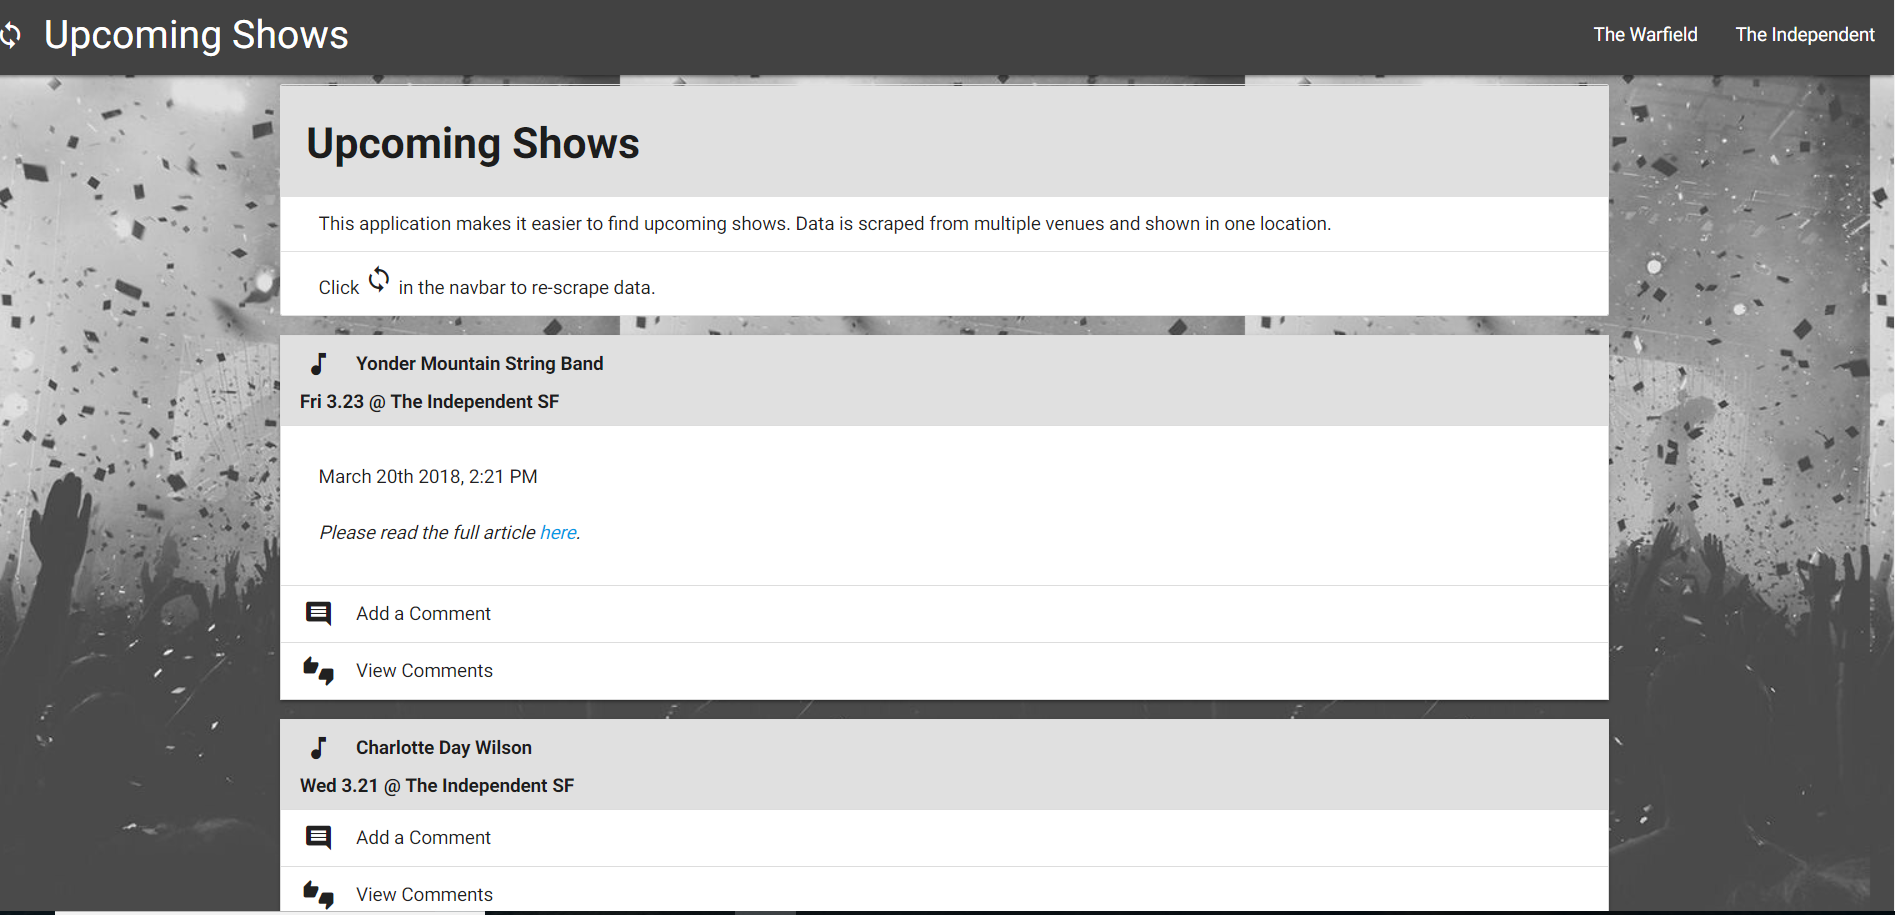 Upcoming Shows
The Warfield
The Independent
Upcoming Shows
This application makes it easier to find upcoming shows. Data is scraped from multiple venues and shown in one location.
Click in the navbar to re-scrape data.
Yonder Mountain String Band
Fri 3.23 @ The Independent SF
March 20th 2018, 2:21 PM
Please read the full article here.
Add a Comment
View Comments
Charlotte Day Wilson
Wed 3.21 @ The Independent SF
Add a Comment
View Comments